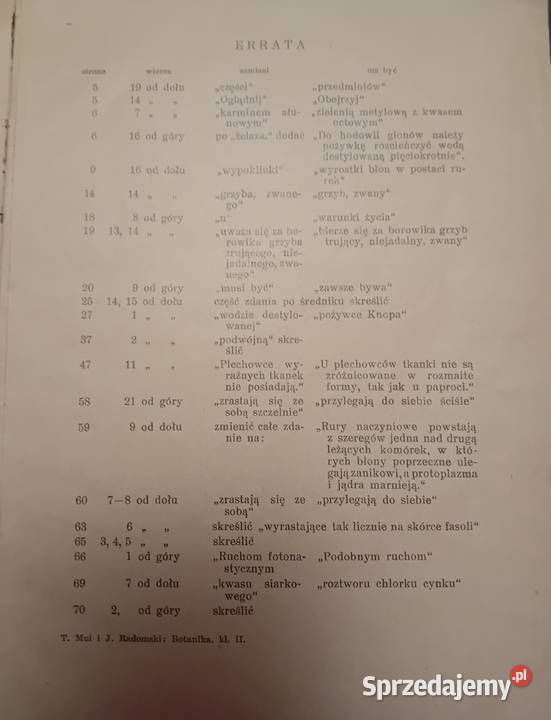 ERRATA
strona wiersz zamiast ma być
5 19 od dołu „części“ „przedmiotów“
5 14 „ „ „Oglądnij“ „Obejrzyj“
6 7 „ „ „karminem ału- „zielenią metylową z kwasem
nowym“ octowym“
6 16 od góry po „żelaza.“ dodać „Do hodowli glonów należy
pożywkę rozcieńczyć wodą
destylowaną pięciokrotnie“.
9 16 od dołu „wypoklinki“ „wyrostki błon w postaci ru-
rek“
14 14 „ „ „grzyba, zwane- „grzyb, zwany“
go“
18 8 od góry „u“ „warunki życia“
19 13, 14 „ „ „uważa się za bo- „bierze się za borowika grzyb
rowika grzyba trujący, niejadalny, zwany“
trującego, nie-
jadalnego, zwa-
nego“
20 9 od góry „musi być“ „zawsze bywa“
25 14, 15 od dołu część zdania po średniku skreślić
27 1 „ „ „wodzie destylo- „pożywce Knopa“
wanej“
37 2 „ „ „podwójną“ skre-
ślić
47 11 „ „ „Plechowce wy- „U plechowców tkanki nie są
raźnych tkanek zróżnicowane w rozmaite
nie posiadają.“ formy, tak jak u paproci.“
58 21 od góry „zrastają się ze „przylegają do siebie ściśle“
sobą szczelnie“
59 9 od dołu zmienić całe zda- „Rury naczyniowe powstają
nie na: z szeregów jedna nad drugą
leżących komórek, w któ-
rych błony poprzeczne ule-
gają zanikowi, a protoplazma
i jądra marnieją.“
60 7—8 od dołu „zrastają się ze „przylegają do siebie“
sobą“
63 6 „ „ skreślić „wyrastające tak licznie na skórce fasoli“
65 3, 4, 5 „ „ skreślić
66 1 od góry „Ruchom fotona- „Podobnym ruchom“
stycznym
69 7 od dołu „kwasu siarko- „roztworu chlorku cynku“
wego“
70 2, od góry skreślić
T. Mui i J. Radomski: Botanika, kl. II.
Sprzedajemy.pl